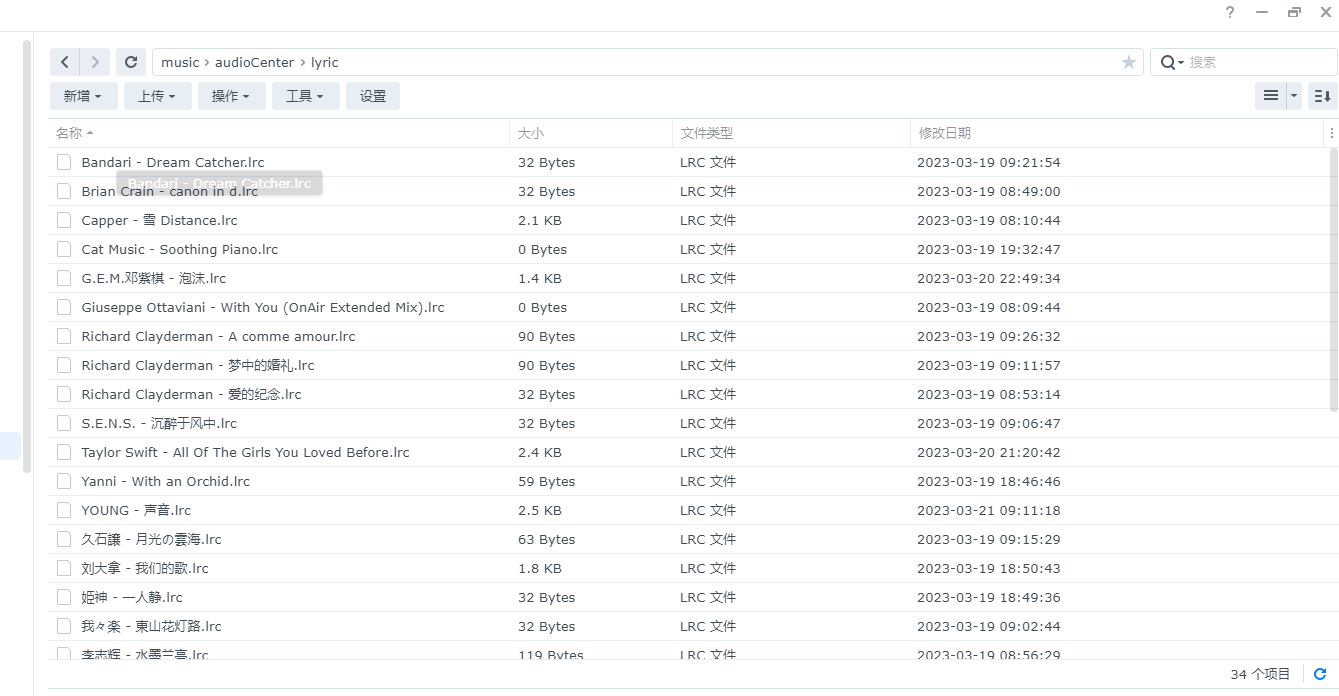 ?
music › audioCenter › lyric
搜索
新增 上传 操作 工具 设置
名称 大小 文件类型 修改日期
Bandari - Dream Catcher.lrc 32 Bytes LRC 文件 2023-03-19 09:21:54
Bandari - Dream Catcher.lrc
Brian Crain - canon in d.lrc 32 Bytes LRC 文件 2023-03-19 08:49:00
Capper - 雪 Distance.lrc 2.1 KB LRC 文件 2023-03-19 08:10:44
Cat Music - Soothing Piano.lrc 0 Bytes LRC 文件 2023-03-19 19:32:47
G.E.M.邓紫棋 - 泡沫.lrc 1.4 KB LRC 文件 2023-03-20 22:49:34
Giuseppe Ottaviani - With You (OnAir Extended Mix).lrc 0 Bytes LRC 文件 2023-03-19 08:09:44
Richard Clayderman - A comme amour.lrc 90 Bytes LRC 文件 2023-03-19 09:26:32
Richard Clayderman - 梦中的婚礼.lrc 90 Bytes LRC 文件 2023-03-19 09:11:57
Richard Clayderman - 爱的纪念.lrc 32 Bytes LRC 文件 2023-03-19 08:53:14
S.E.N.S. - 沉醉于风中.lrc 32 Bytes LRC 文件 2023-03-19 09:06:47
Taylor Swift - All Of The Girls You Loved Before.lrc 2.4 KB LRC 文件 2023-03-20 21:20:42
Yanni - With an Orchid.lrc 59 Bytes LRC 文件 2023-03-19 18:46:46
YOUNG - 声音.lrc 2.5 KB LRC 文件 2023-03-21 09:11:18
久石譲 - 月光の雲海.lrc 63 Bytes LRC 文件 2023-03-19 09:15:29
刘大拿 - 我们的歌.lrc 1.8 KB LRC 文件 2023-03-19 18:50:43
姫神 - 一人静.lrc 32 Bytes LRC 文件 2023-03-19 18:49:36
我々楽 - 東山花灯路.lrc 32 Bytes LRC 文件 2023-03-19 09:02:44
李志辉 - 水墨兰亭.lrc 119 Bytes LRC 文件 2023-03-19 08:56:29
34 个项目